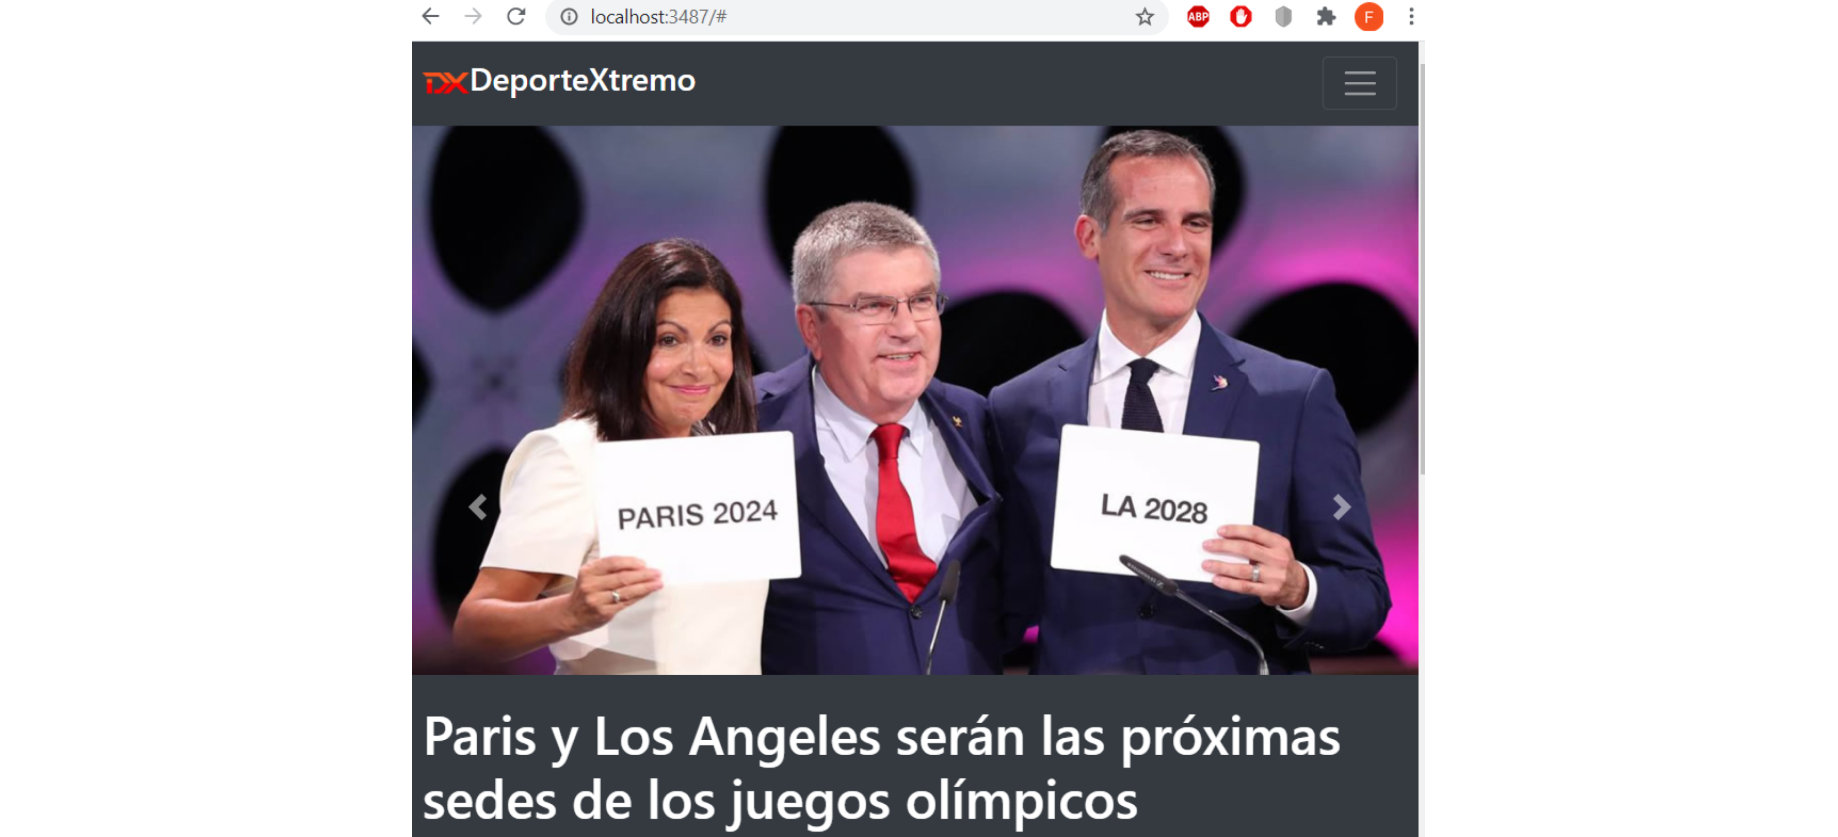 localhost:3487/#
ABP
F
DX DeporteXtremo
PARIS 2024
LA 2028
Paris y Los Angeles serán las próximas
sedes de los juegos olímpicos